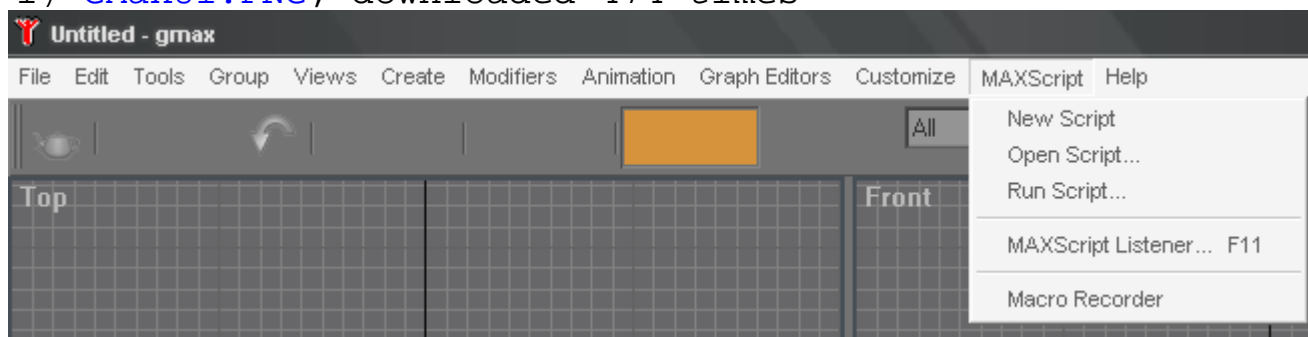 Untitled - gmax
File Edit Tools Group Views Create Modifiers Animation Graph Editors Customize MAXScript Help
All
New Script
Open Script...
Run Script...
MAXScript Listener... F11
Macro Recorder
Top
Front